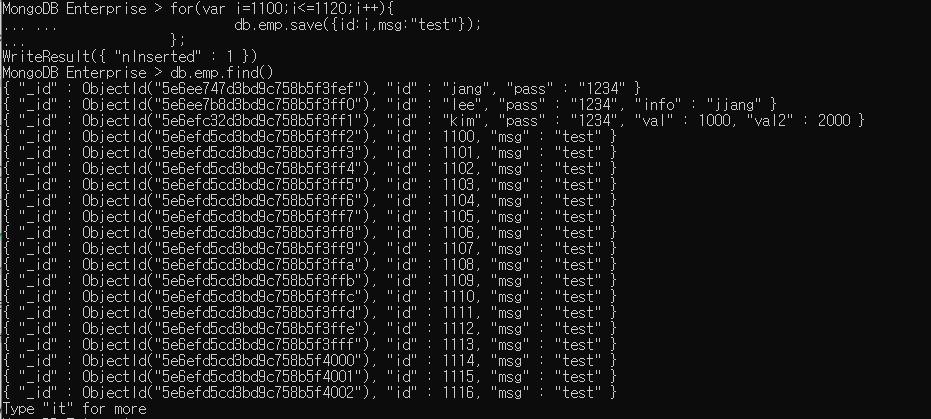 MongoDB Enterprise > for(var i=1100;i<=1120;i++){
... ... db.emp.save({id:i,msg:"test"});
... };
WriteResult({ "nInserted" : 1 })
MongoDB Enterprise > db.emp.find()
{ "_id" : ObjectId("5e6ee747d3bd9c758b5f3fef"), "id" : "jang", "pass" : "1234" }
{ "_id" : ObjectId("5e6ee7b8d3bd9c758b5f3ff0"), "id" : "lee", "pass" : "1234", "info" : "jjang" }
{ "_id" : ObjectId("5e6efc32d3bd9c758b5f3ff1"), "id" : "kim", "pass" : "1234", "val" : 1000, "val2" : 2000 }
{ "_id" : ObjectId("5e6efd5cd3bd9c758b5f3ff2"), "id" : 1100, "msg" : "test" }
{ "_id" : ObjectId("5e6efd5cd3bd9c758b5f3ff3"), "id" : 1101, "msg" : "test" }
{ "_id" : ObjectId("5e6efd5cd3bd9c758b5f3ff4"), "id" : 1102, "msg" : "test" }
{ "_id" : ObjectId("5e6efd5cd3bd9c758b5f3ff5"), "id" : 1103, "msg" : "test" }
{ "_id" : ObjectId("5e6efd5cd3bd9c758b5f3ff6"), "id" : 1104, "msg" : "test" }
{ "_id" : ObjectId("5e6efd5cd3bd9c758b5f3ff7"), "id" : 1105, "msg" : "test" }
{ "_id" : ObjectId("5e6efd5cd3bd9c758b5f3ff8"), "id" : 1106, "msg" : "test" }
{ "_id" : ObjectId("5e6efd5cd3bd9c758b5f3ff9"), "id" : 1107, "msg" : "test" }
{ "_id" : ObjectId("5e6efd5cd3bd9c758b5f3ffa"), "id" : 1108, "msg" : "test" }
{ "_id" : ObjectId("5e6efd5cd3bd9c758b5f3ffb"), "id" : 1109, "msg" : "test" }
{ "_id" : ObjectId("5e6efd5cd3bd9c758b5f3ffc"), "id" : 1110, "msg" : "test" }
{ "_id" : ObjectId("5e6efd5cd3bd9c758b5f3ffd"), "id" : 1111, "msg" : "test" }
{ "_id" : ObjectId("5e6efd5cd3bd9c758b5f3ffe"), "id" : 1112, "msg" : "test" }
{ "_id" : ObjectId("5e6efd5cd3bd9c758b5f3fff"), "id" : 1113, "msg" : "test" }
{ "_id" : ObjectId("5e6efd5cd3bd9c758b5f4000"), "id" : 1114, "msg" : "test" }
{ "_id" : ObjectId("5e6efd5cd3bd9c758b5f4001"), "id" : 1115, "msg" : "test" }
{ "_id" : ObjectId("5e6efd5cd3bd9c758b5f4002"), "id" : 1116, "msg" : "test" }
Type "it" for more